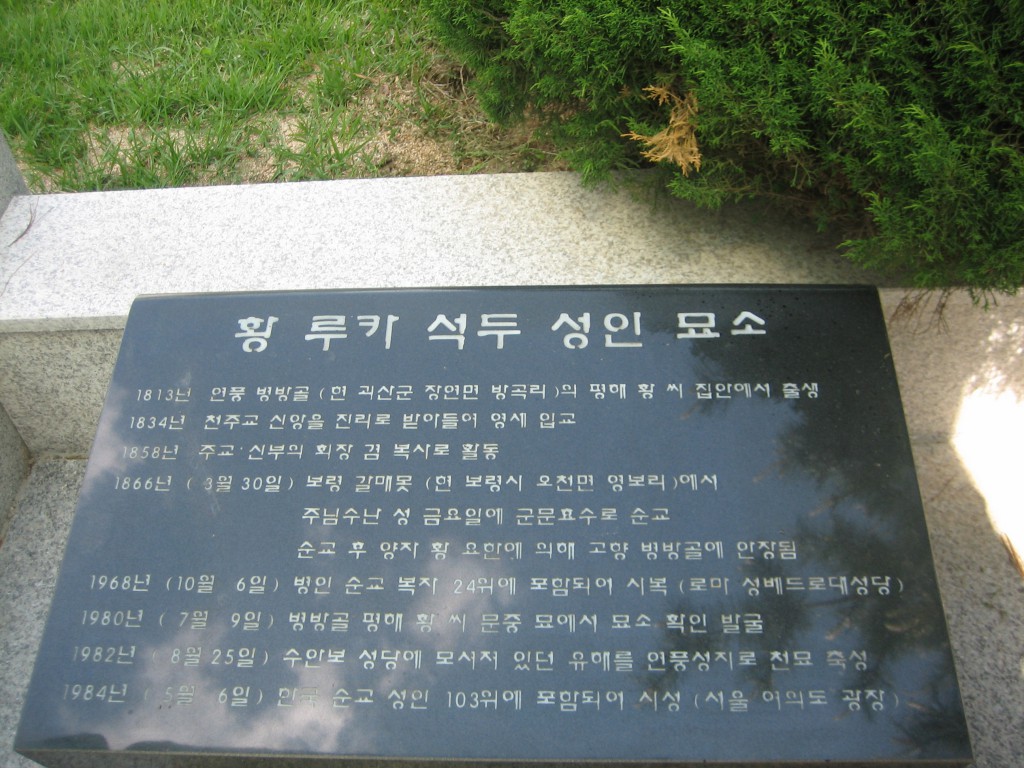 황 루카 석두 성인 묘소
1813년 연풍 병방골 (현 괴산군 장연면 방곡리)의 평해 황 씨 집안에서 출생
1834년 천주교 신앙을 진리로 받아들여 영세 입교
1858년 주교·신부의 회장 겸 복사로 활동
1866년 (3월 30일) 보령 갈매못 (현 보령시 오천면 영보리)에서
주님수난 성 금요일에 군문효수로 순교
순교 후 양자 황 요한에 의해 고향 병방골에 안장됨
1968년 (10월 6일) 병인 순교 복자 24위에 포함되어 시복 (로마 성베드로대성당)
1980년 ( 7월 9일) 병방골 평해 황 씨 문중 묘에서 묘소 확인 발굴
1982년 ( 8월 25일) 수안보 성당에 모셔져 있던 유해를 연풍성지로 천묘 축성
1984년 ( 5월 6일) 한국 순교 성인 103위에 포함되어 시성 (서울 여의도 광장)